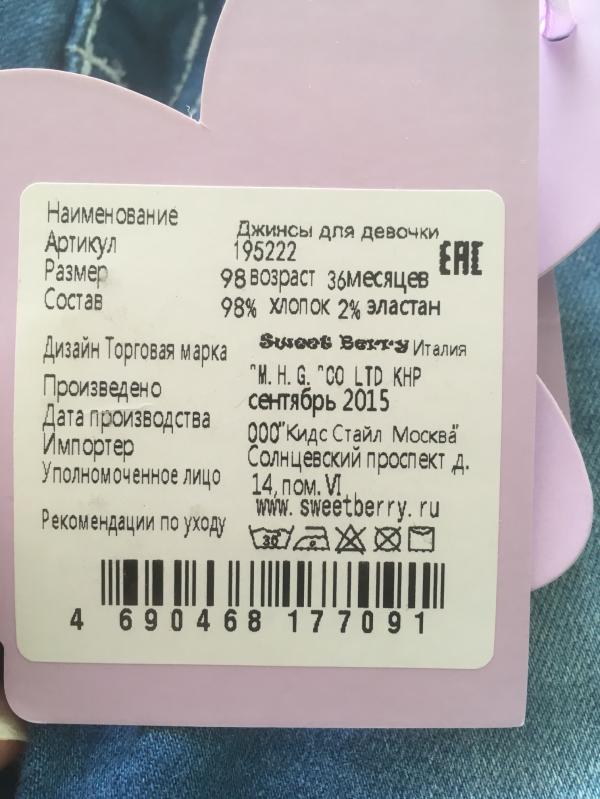 Наименование Джинсы для девочки
Артикул 195222 EAC
Размер 98 возраст 36месяцев
Состав 98% хлопок 2% эластан
Дизайн Торговая марка Sweet Berry Италия
Произведено "M. H. G. "CO LTD КНР
Дата производства сентябрь 2015
Импортер ООО"Кидс Стайл Москва"
Уполномоченное лицо Солнцевский проспект д.
14, пом. VI
www. sweetberry. ru
Рекомендации по уходу 30
4 690468 177091